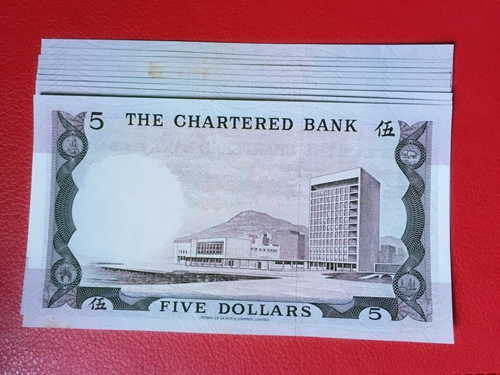 5 THE CHARTERED BANK 伍
伍 FIVE DOLLARS 5